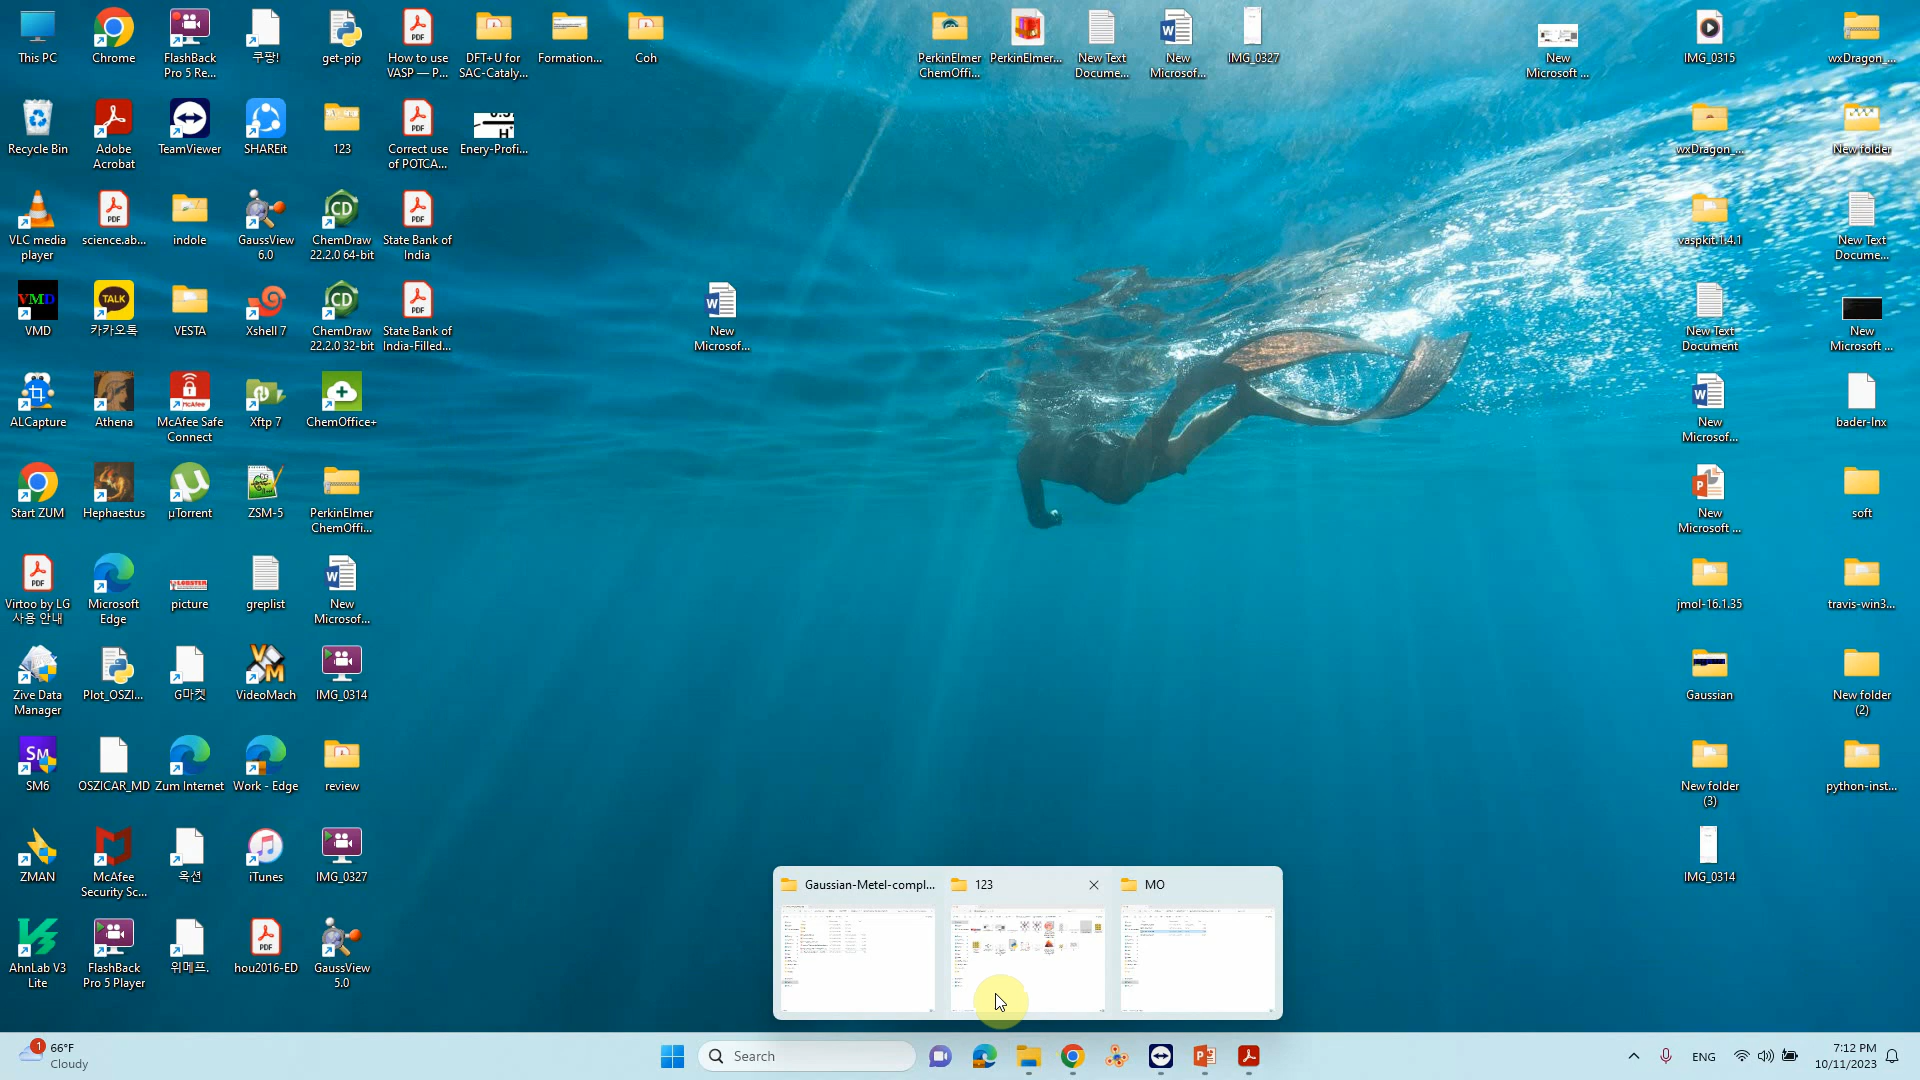 This PC
Chrome
FlashBack
Pro 5 Re...
쿠팡!
get-pip
How to use
VASP — P...
DFT+U for
SAC-Cataly...
Formation...
Coh
PerkinElmer
ChemOffi...
PerkinElmer...
New Text
Docume...
New
Microsof...
IMG_0327
New
Microsoft ...
IMG_0315
wxDragon_...
Recycle Bin
Adobe
Acrobat
TeamViewer
SHAREit
123
Correct use
of POTCA...
Enery-Profi...
wxDragon_...
New folder
VLC media
player
science.ab...
indole
GaussView
6.0
ChemDraw
22.2.0 64-bit
State Bank of
India
vaspkit.1.4.1
New Text
Docume...
VMD
카카오톡
VESTA
Xshell 7
ChemDraw
22.2.0 32-bit
State Bank of
India-Filled...
New
Microsof...
New Text
Document
New
Microsoft ...
ALCapture
Athena
McAfee Safe
Connect
Xftp 7
ChemOffice+
New
Microsof...
bader-lnx
Start ZUM
Hephaestus
µTorrent
ZSM-5
PerkinElmer
ChemOffi...
New
Microsoft ...
soft
Virtoo by LG
사용 안내
Microsoft
Edge
picture
greplist
New
Microsof...
jmol-16.1.35
travis-win3...
Zive Data
Manager
Plot_OSZI...
G마켓
VideoMach
IMG_0314
Gaussian
New folder
(2)
SM6
OSZICAR_MD
Zum Internet
Work - Edge
review
New folder
(3)
python-inst...
ZMAN
McAfee
Security Sc...
옥션
iTunes
IMG_0327
IMG_0314
AhnLab V3
Lite
FlashBack
Pro 5 Player
위메프.
hou2016-ED
GaussView
5.0
Gaussian-Metel-compl...
123
MO
1
66°F
Cloudy
Search
ENG
7:12 PM
10/11/2023